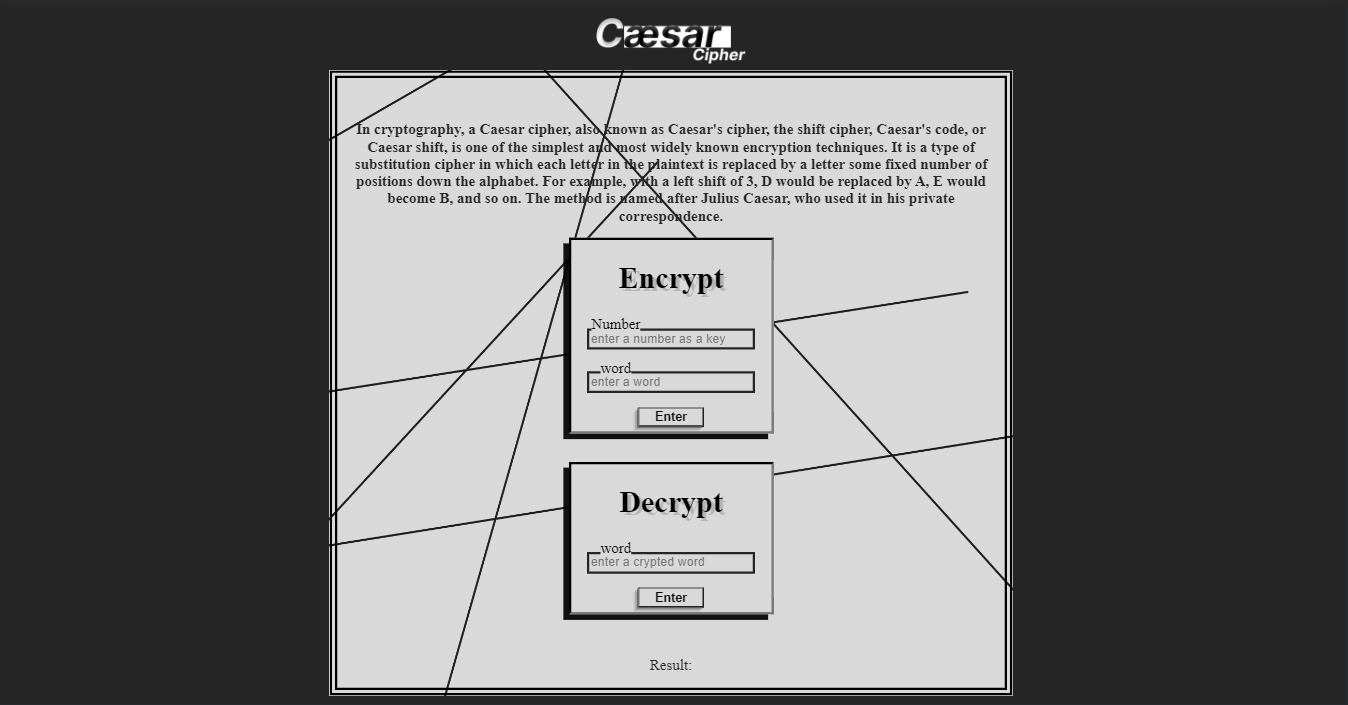 Cæsar
Cipher
In cryptography, a Caesar cipher, also known as Caesar's cipher, the shift cipher, Caesar's code, or
Caesar shift, is one of the simplest and most widely known encryption techniques. It is a type of
substitution cipher in which each letter in the plaintext is replaced by a letter some fixed number of
positions down the alphabet. For example, with a left shift of 3, D would be replaced by A, E would
become B, and so on. The method is named after Julius Caesar, who used it in his private
correspondence.
Encrypt
Number
enter a number as a key
word
enter a word
Enter
Decrypt
word
enter a crypted word
Enter
Result: